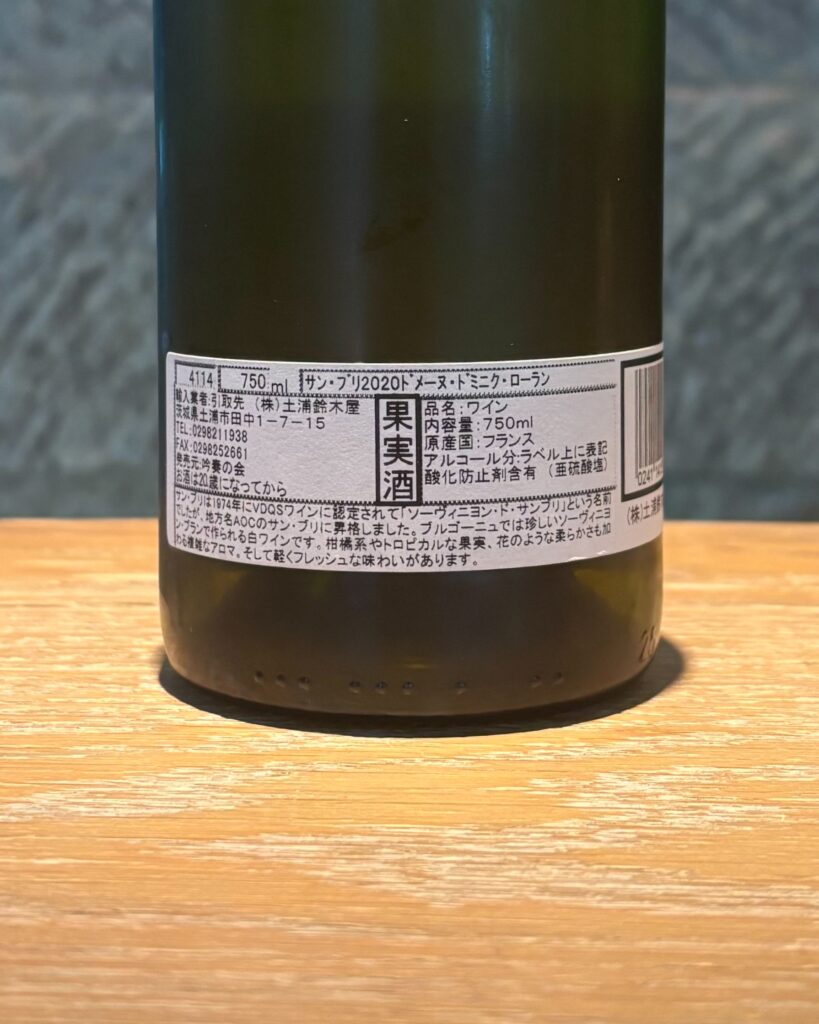 4114 750 ml サン・ブリ2020ドメーヌ・ドミニク・ローラン
輸入業者:引取先 (株)土浦鈴木屋
茨城県土浦市田中1-7-15
TEL:0298211938
FAX:0298252661
発売元:吟奏の会
お酒は20歳になってから
果実酒
品名:ワイン
内容量:750ml
原産国:フランス
アルコール分:ラベル上に表記
酸化防止剤含有 (亜硫酸塩)
サン・ブリは1974年にVDQSワインに認定されて「ソーヴィニヨン・ド・サンブリ」という名前
でしたが、地方名AOCのサン・ブリに昇格しました。ブルゴーニュでは珍しいソーヴィニヨ
ン・ブランで作られる白ワインです。柑橘系やトロピカルな果実、花のような柔らかさも加
わる複雑なアロマ。そして軽くフレッシュな味わいがあります。
(株)土浦